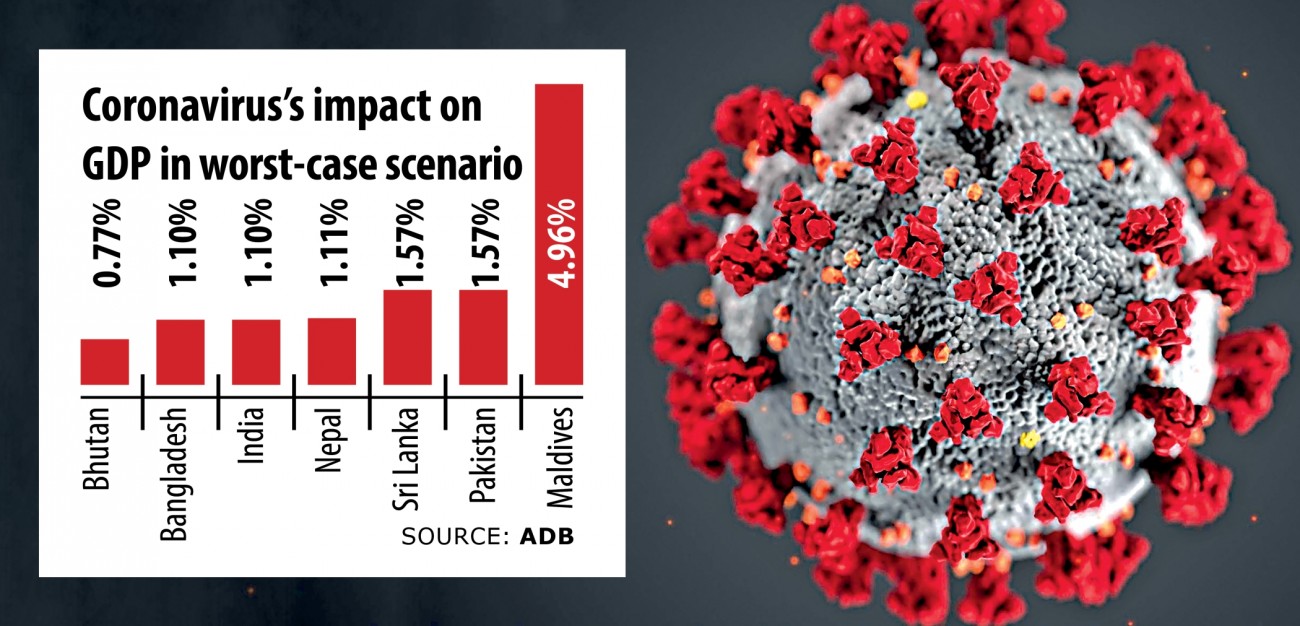 Coronavirus's impact on
GDP in worst-case scenario
0.77%
1.10%
1.10%
1.11%
1.57%
1.57%
4.96%
Bhutan
Bangladesh
India
Nepal
Sri Lanka
Pakistan
Maldives
SOURCE: ADB